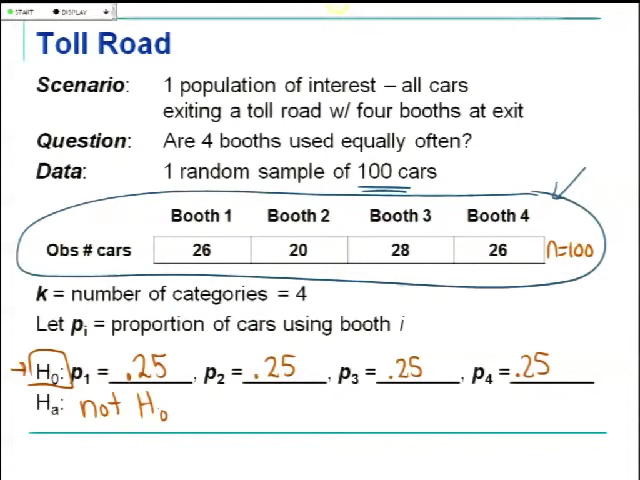 START DISPLAY
Toll Road
Scenario: 1 population of interest – all cars
exiting a toll road w/ four booths at exit
Question: Are 4 booths used equally often?
Data: 1 random sample of 100 cars
Booth 1 Booth 2 Booth 3 Booth 4
Obs # cars 26 20 28 26 n=100
k = number of categories = 4
Let pi = proportion of cars using booth i
→ H0: p1 = .25, p2 = .25, p3 = .25, p4 = .25
Ha: not H0